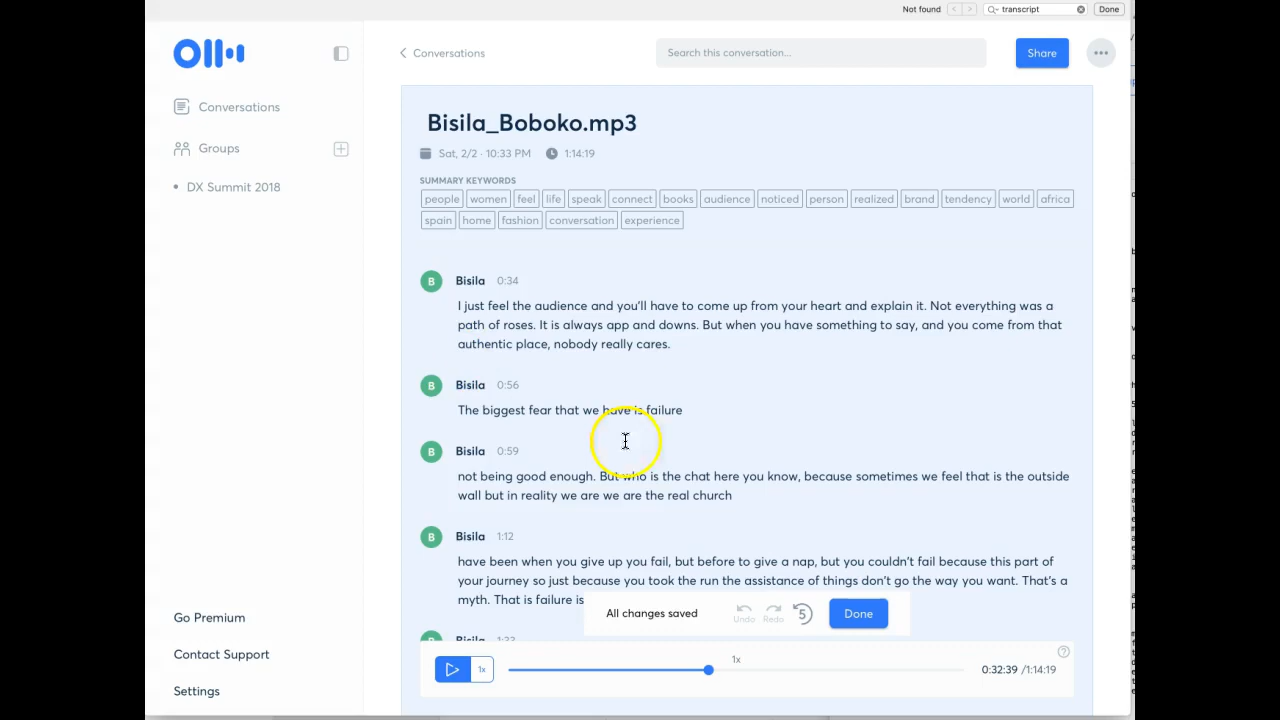 Not found
transcript
Done
Conversations
Search this conversation...
Share
Conversations
Groups
DX Summit 2018
Bisila_Boboko.mp3
Sat, 2/2 · 10:33 PM 1:14:19
SUMMARY KEYWORDS
people women feel life speak connect books audience noticed person realized brand tendency world africa
spain home fashion conversation experience
B Bisila 0:34
I just feel the audience and you'll have to come up from your heart and explain it. Not everything was a
path of roses. It is always app and downs. But when you have something to say, and you come from that
authentic place, nobody really cares.
B Bisila 0:56
The biggest fear that we have is failure
B Bisila 0:59
not being good enough. But who is the chat here you know, because sometimes we feel that is the outside
wall but in reality we are we are the real church
B Bisila 1:12
have been when you give up you fail, but before to give a nap, but you couldn't fail because this part of
your journey so just because you took the run the assistance of things don't go the way you want. That's a
myth. That is failure is
All changes saved
Undo
Redo
5
Done
Bisila
1x
1x
0:32:39 /1:14:19
Go Premium
Contact Support
Settings